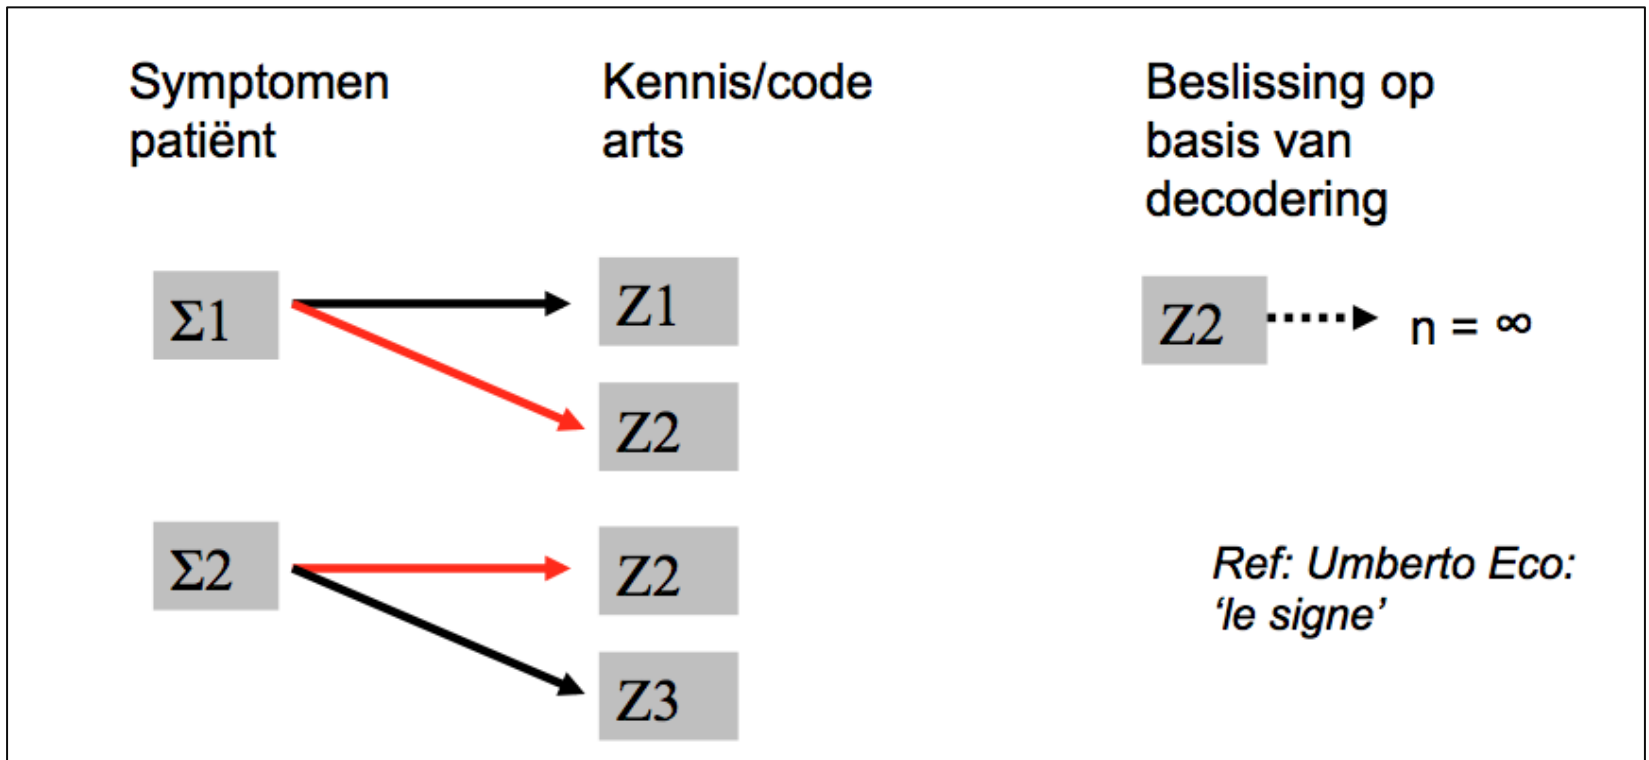 Symptomen
patiënt
Kennis/code
arts
Beslissing op
basis van
decodering
Σ1
Z1
Z2
Z2
n = ∞
Σ2
Z2
Z3
Ref: Umberto Eco:
‘le signe’